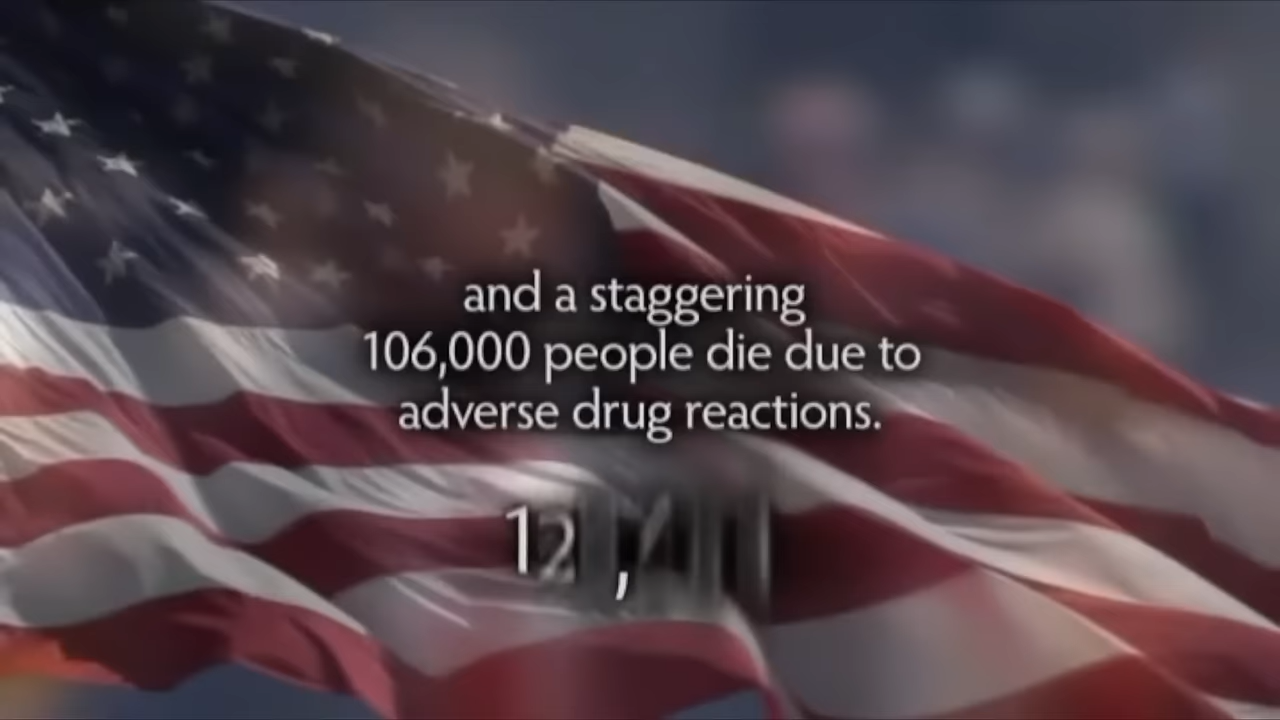 and a staggering
106,000 people die due to
adverse drug reactions.